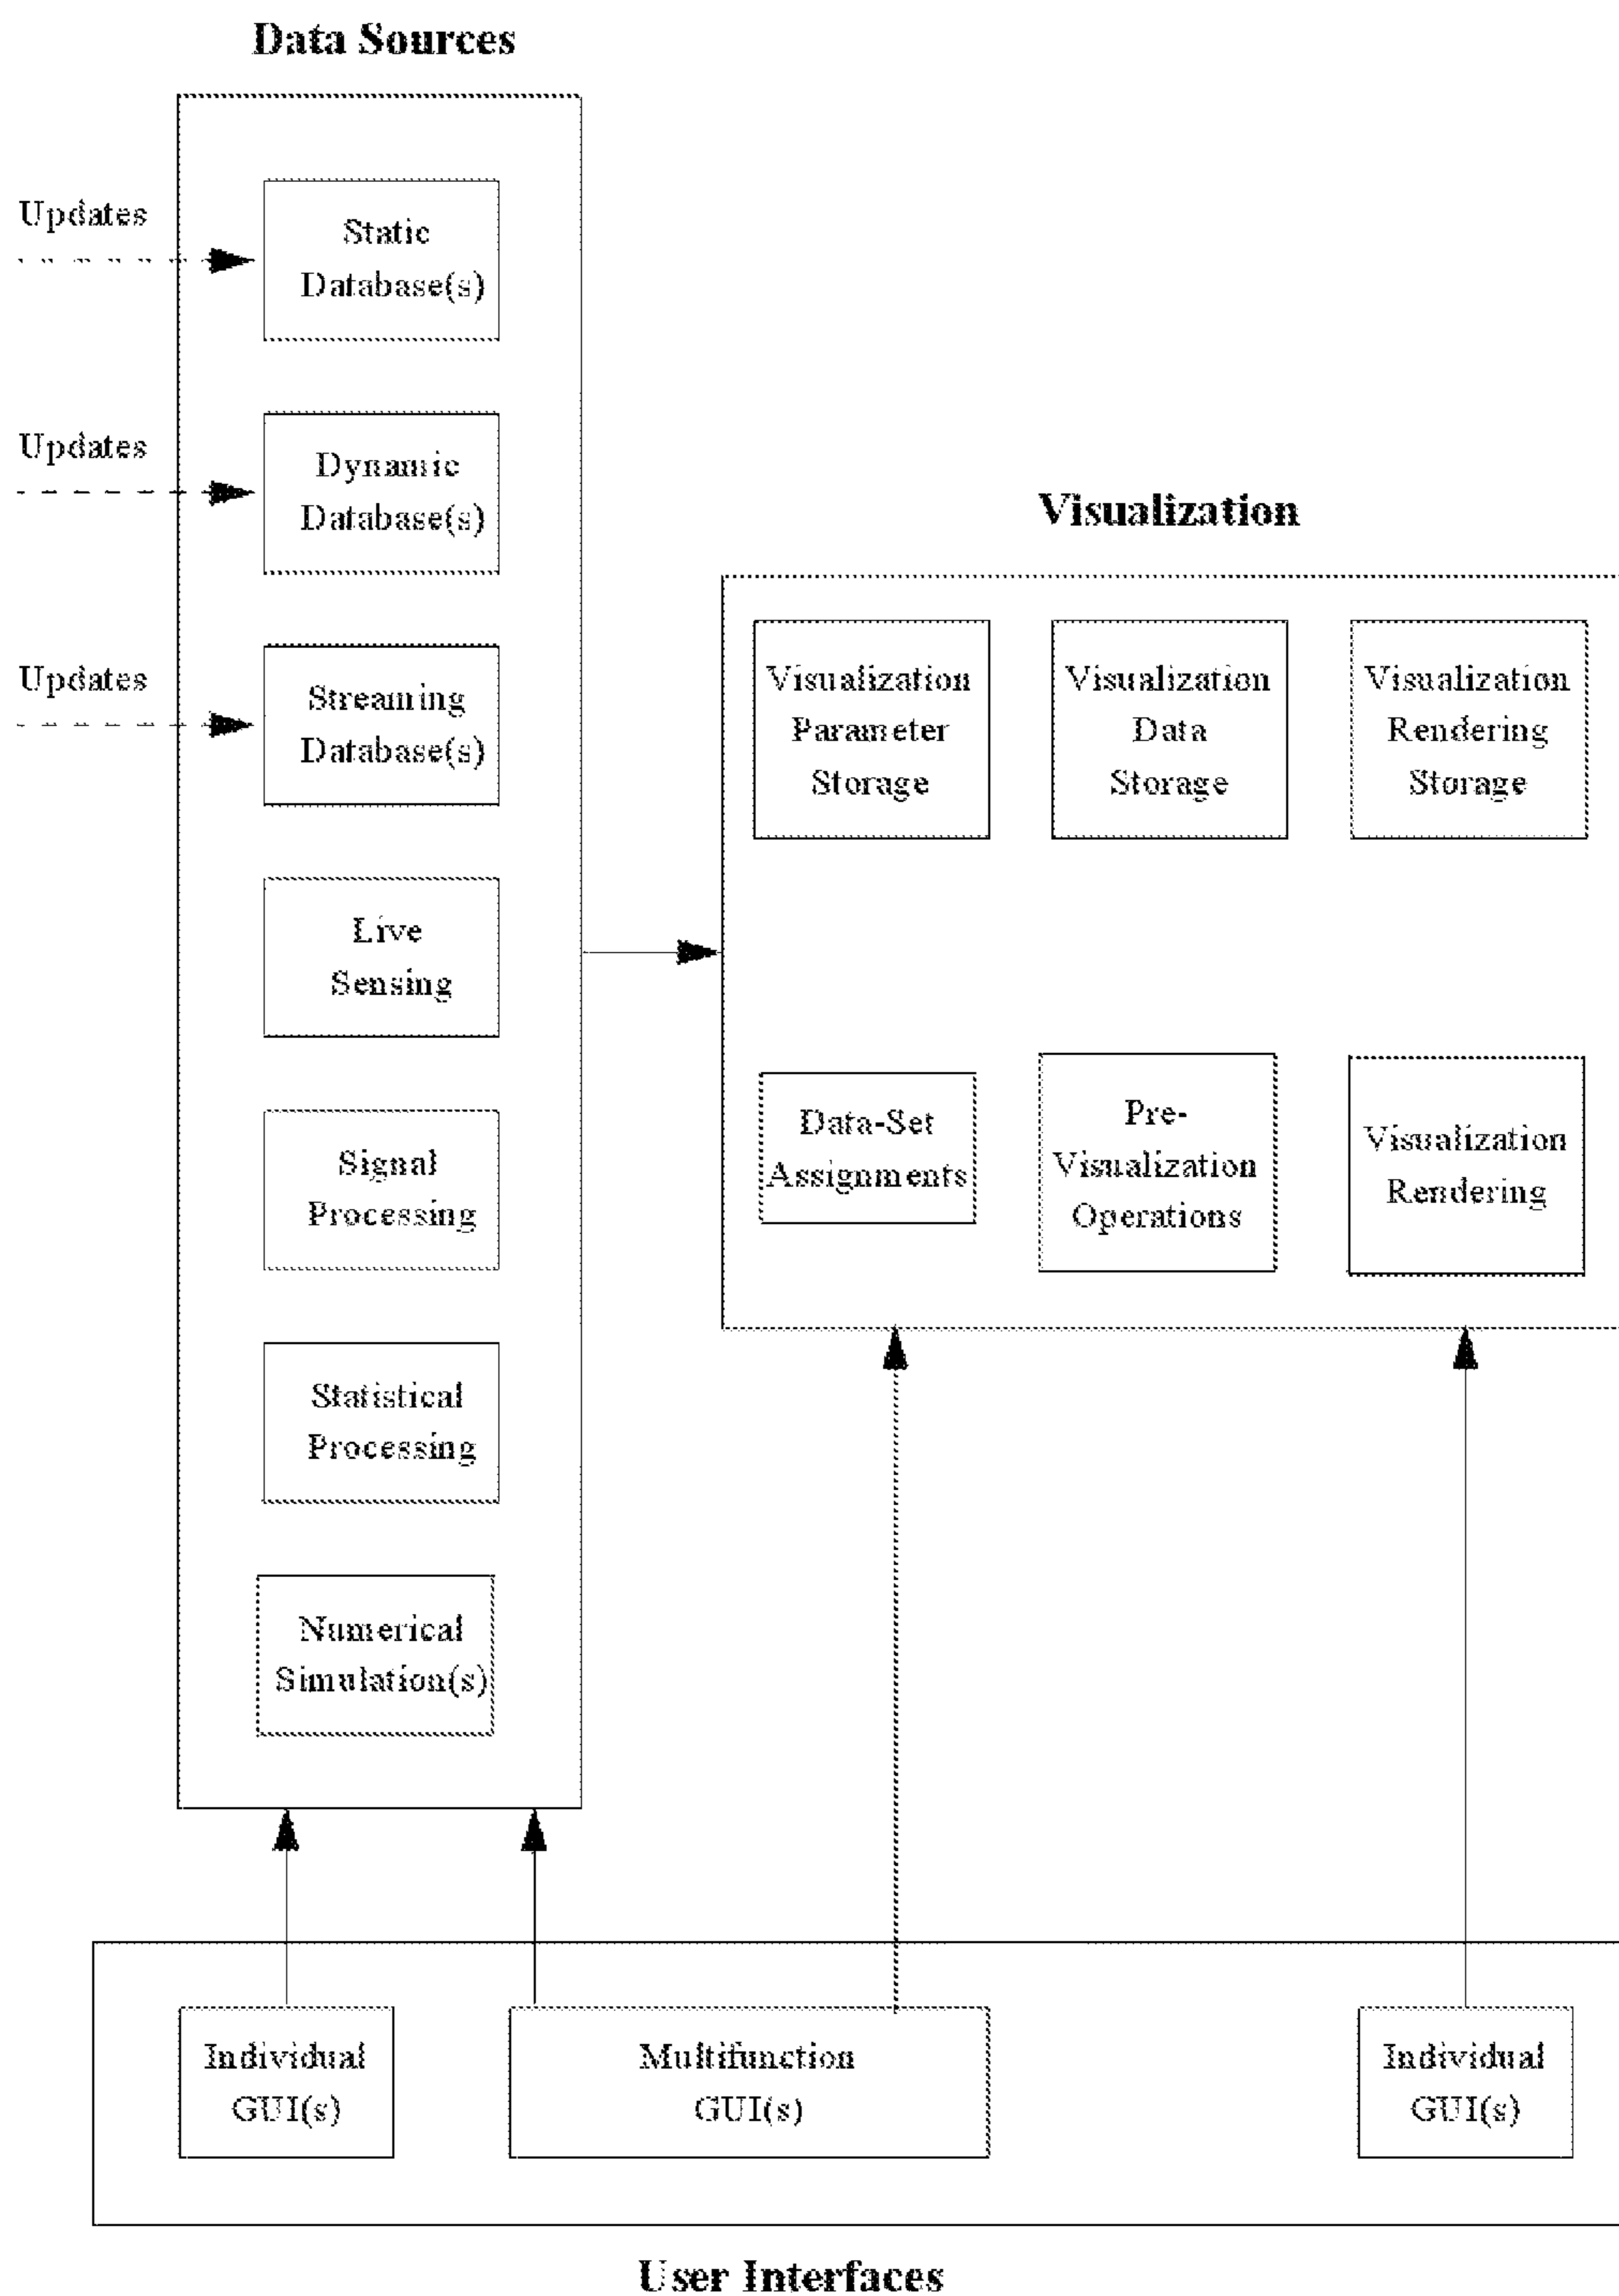 Data Sources
Updates
Static
Database(s)
Updates
Dynamic
Database(s)
Updates
Streaming
Database(s)
Live
Sensing
Signal
Processing
Statistical
Processing
Numerical
Simulation(s)
Visualization
Visualization
Parameter
Storage
Visualization
Data
Storage
Visualization
Rendering
Storage
Data-Set
Assignments
Pre-
Visualization
Operations
Visualization
Rendering
Individual
GUI(s)
Multifunction
GUI(s)
Individual
GUI(s)
User Interfaces